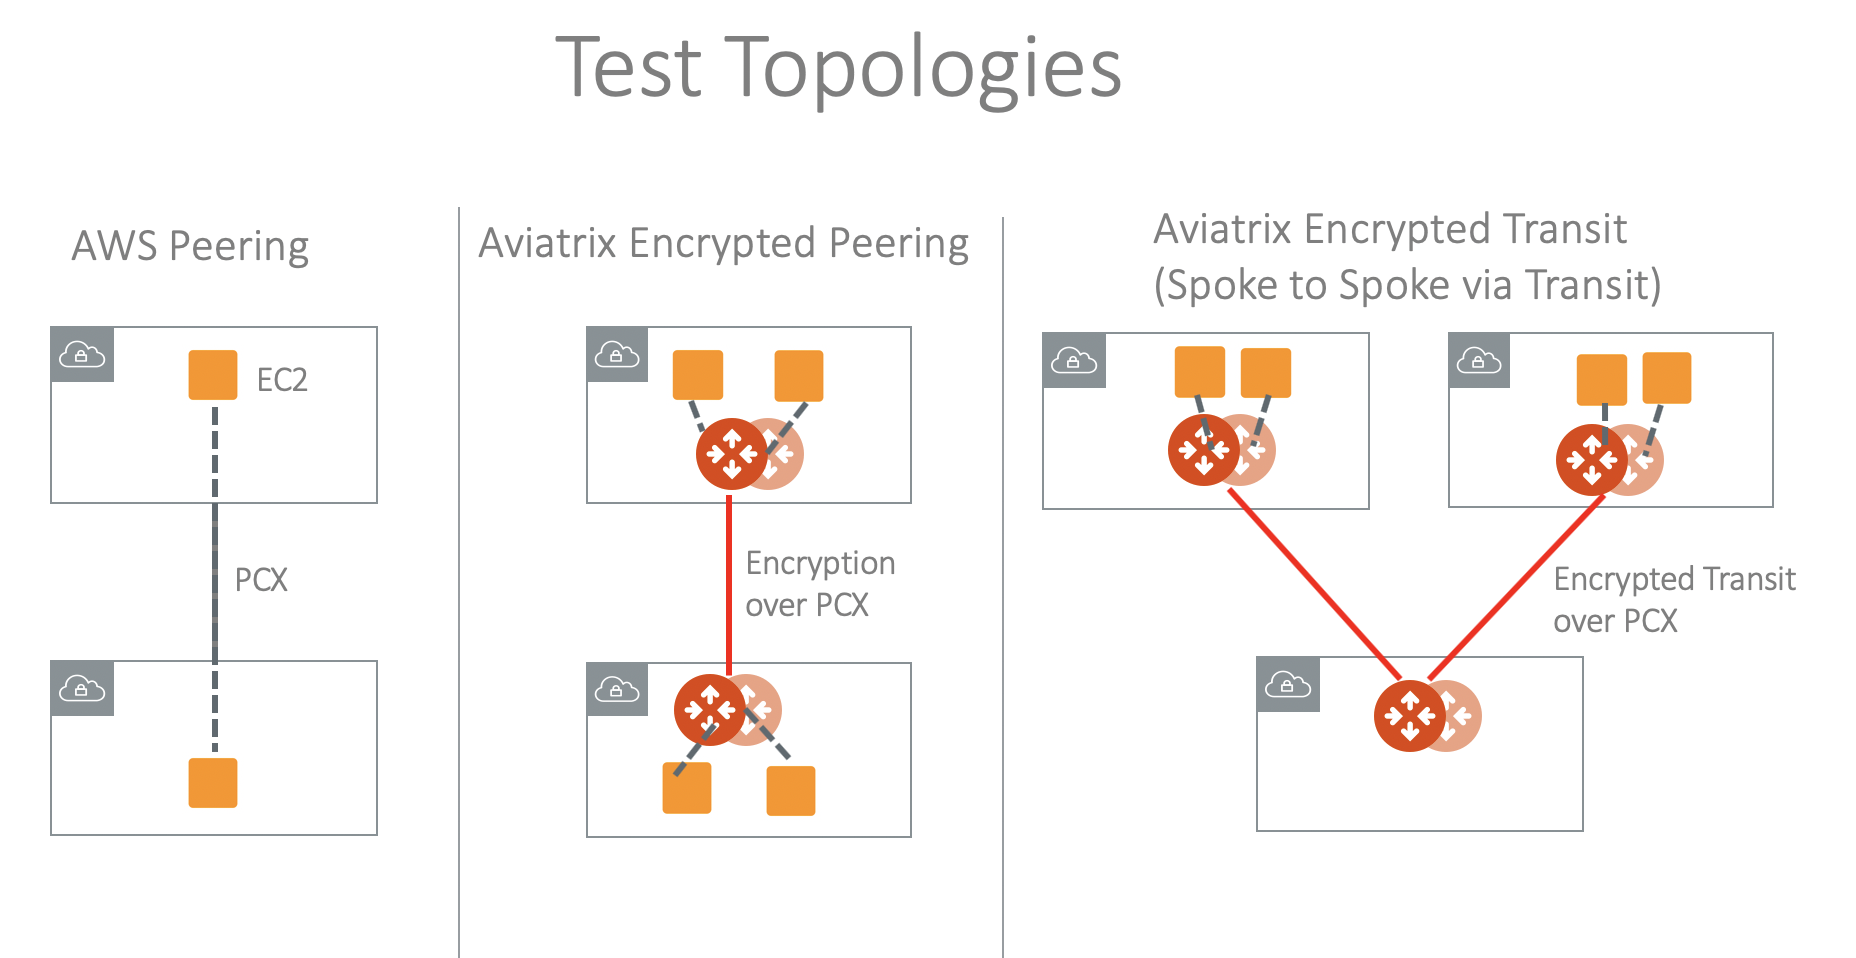 Test Topologies
AWS Peering
EC2
PCX
Aviatrix Encrypted Peering
Encryption
over PCX
Aviatrix Encrypted Transit
(Spoke to Spoke via Transit)
Encrypted Transit
over PCX